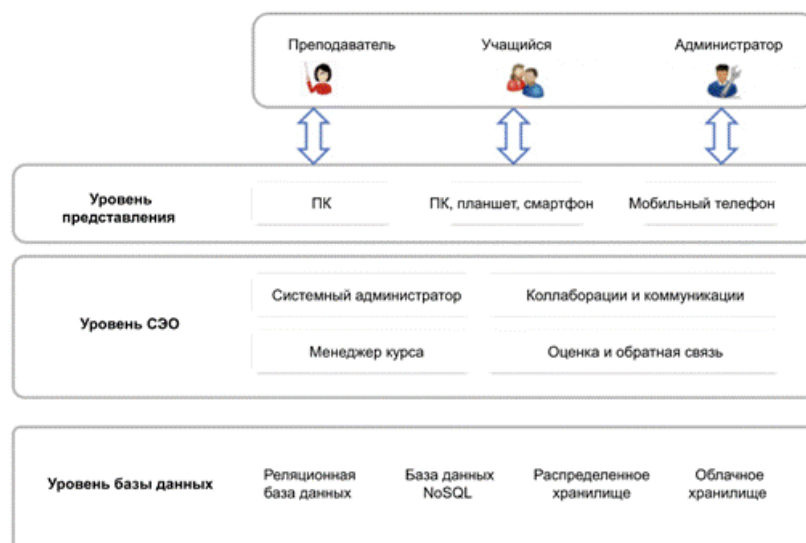 Преподаватель Учащийся Администратор
Уровень
представления
ПК ПК, планшет, смартфон Мобильный телефон
Уровень СЭО
Системный администратор Коллаборации и коммуникации
Менеджер курса Оценка и обратная связь
Уровень базы данных
Реляционная
база данных
База данных
NoSQL
Распределенное
хранилище
Облачное
хранилище